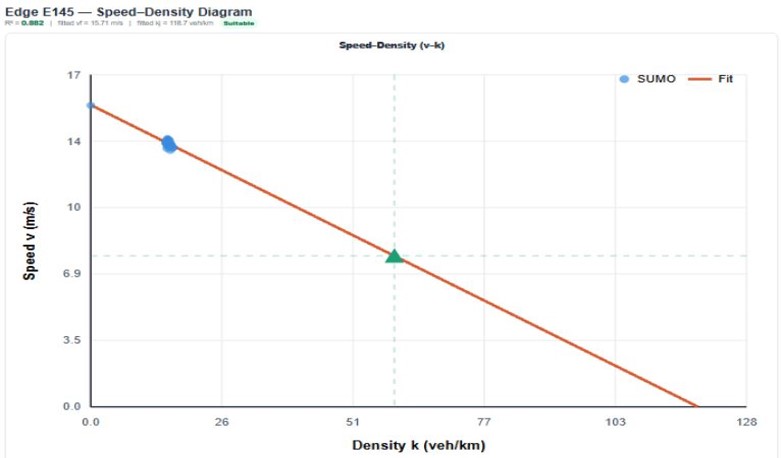 Edge E145 — Speed–Density Diagram
R² = 0.882 | fitted vf = 15.71 m/s | fitted kj = 118.7 veh/km Suitable
Speed–Density (v–k)
SUMO Fit
17
14
10
6.9
3.5
0.0
Speed v (m/s)
0.0 26 51 77 103 128
Density k (veh/km)